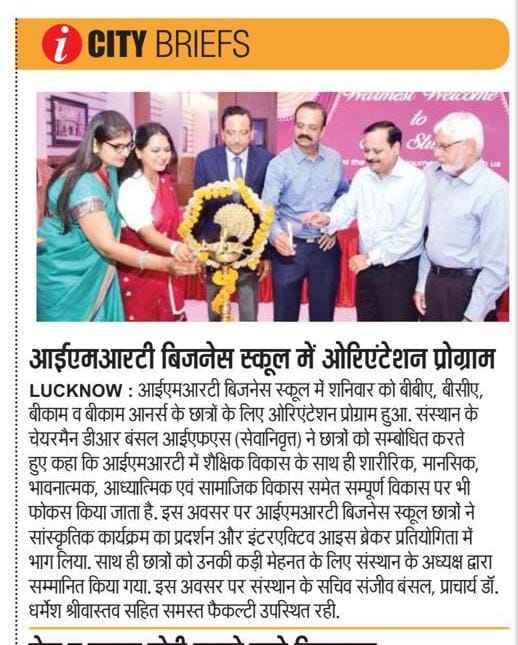 i CITY BRIEFS
Warmest Welcome
to
आईएमआरटी बिजनेस स्कूल में ओरिएंटेशन प्रोग्राम
LUCKNOW : आईएमआरटी बिजनेस स्कूल में शनिवार को बीबीए, बीसीए,
बीकाम व बीकाम आनर्स के छात्रों के लिए ओरिएंटेशन प्रोग्राम हुआ. संस्थान के
चेयरमैन डीआर बंसल आईएफएस (सेवानिवृत्त) ने छात्रों को सम्बोधित करते
हुए कहा कि आईएमआरटी में शैक्षिक विकास के साथ ही शारीरिक, मानसिक,
भावनात्मक, आध्यात्मिक एवं सामाजिक विकास समेत सम्पूर्ण विकास पर भी
फोकस किया जाता है. इस अवसर पर आईएमआरटी बिजनेस स्कूल छात्रों ने
सांस्कृतिक कार्यक्रम का प्रदर्शन और इंटरएक्टिव आइस ब्रेकर प्रतियोगिता में
भाग लिया. साथ ही छात्रों को उनकी कड़ी मेहनत के लिए संस्थान के अध्यक्ष द्वारा
सम्मानित किया गया. इस अवसर पर संस्थान के सचिव संजीव बंसल, प्राचार्य डॉ.
धर्मेश श्रीवास्तव सहित समस्त फैकल्टी उपस्थित रही.